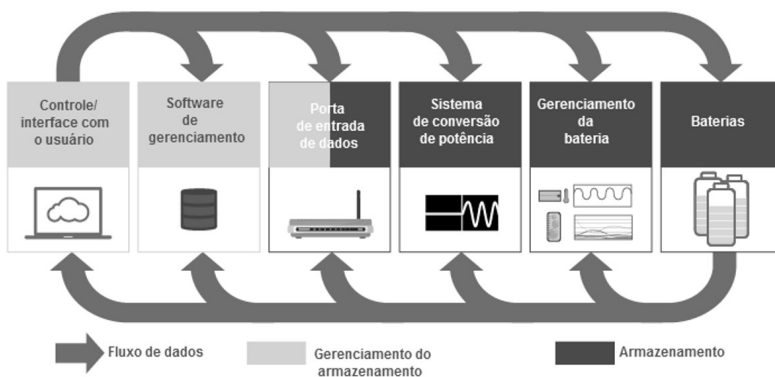 Controle/
interface com
o usuário
Software
de
gerenciamento
Porta
de entrada
de dados
Sistema
de conversão
de potência
Gerenciamento
da
bateria
Baterias
Fluxo de dados
Gerenciamento do
armazenamento
Armazenamento